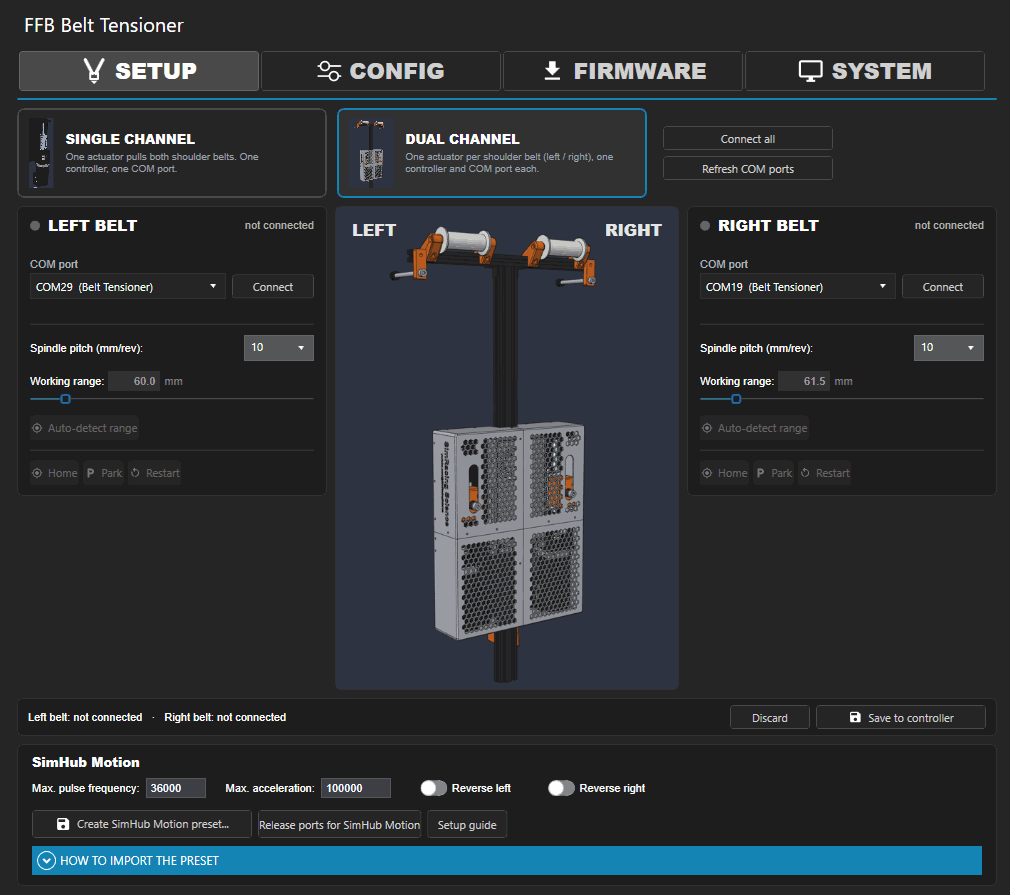 FFB Belt Tensioner
SETUP
CONFIG
FIRMWARE
SYSTEM
SINGLE CHANNEL
One actuator pulls both shoulder belts. One
controller, one COM port.
DUAL CHANNEL
One actuator per shoulder belt (left / right), one
controller and COM port each.
Connect all
Refresh COM ports
LEFT BELT
not connected
COM port
COM29 (Belt Tensioner)
Connect
Spindle pitch (mm/rev):
10
Working range:
60.0
mm
Auto-detect range
Home
P Park
Restart
LEFT
RIGHT
SimRacing Science
RIGHT BELT
not connected
COM port
COM19 (Belt Tensioner)
Connect
Spindle pitch (mm/rev):
10
Working range:
61.5
mm
Auto-detect range
Home
P Park
Restart
Left belt: not connected · Right belt: not connected
Discard
Save to controller
SimHub Motion
Max. pulse frequency:
36000
Max. acceleration:
100000
Reverse left
Reverse right
Create SimHub Motion preset...
Release ports for SimHub Motion
Setup guide
HOW TO IMPORT THE PRESET